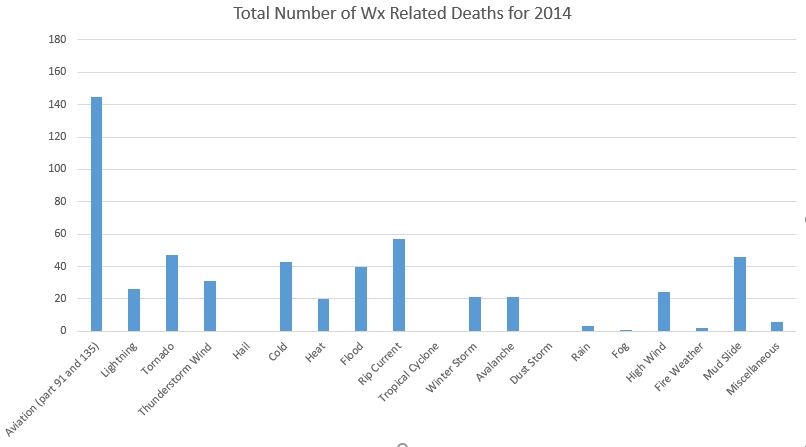 Total Number of Wx Related Deaths for 2014
180
160
140
120
100
80
60
40
20
0
Aviation (part 91 and 135)
Lightning
Tornado
Thunderstorm Wind
Hail
Cold
Heat
Flood
Rip Current
Tropical Cyclone
Winter Storm
Avalanche
Dust Storm
Rain
Fog
High Wind
Fire Weather
Mud Slide
Miscellaneous